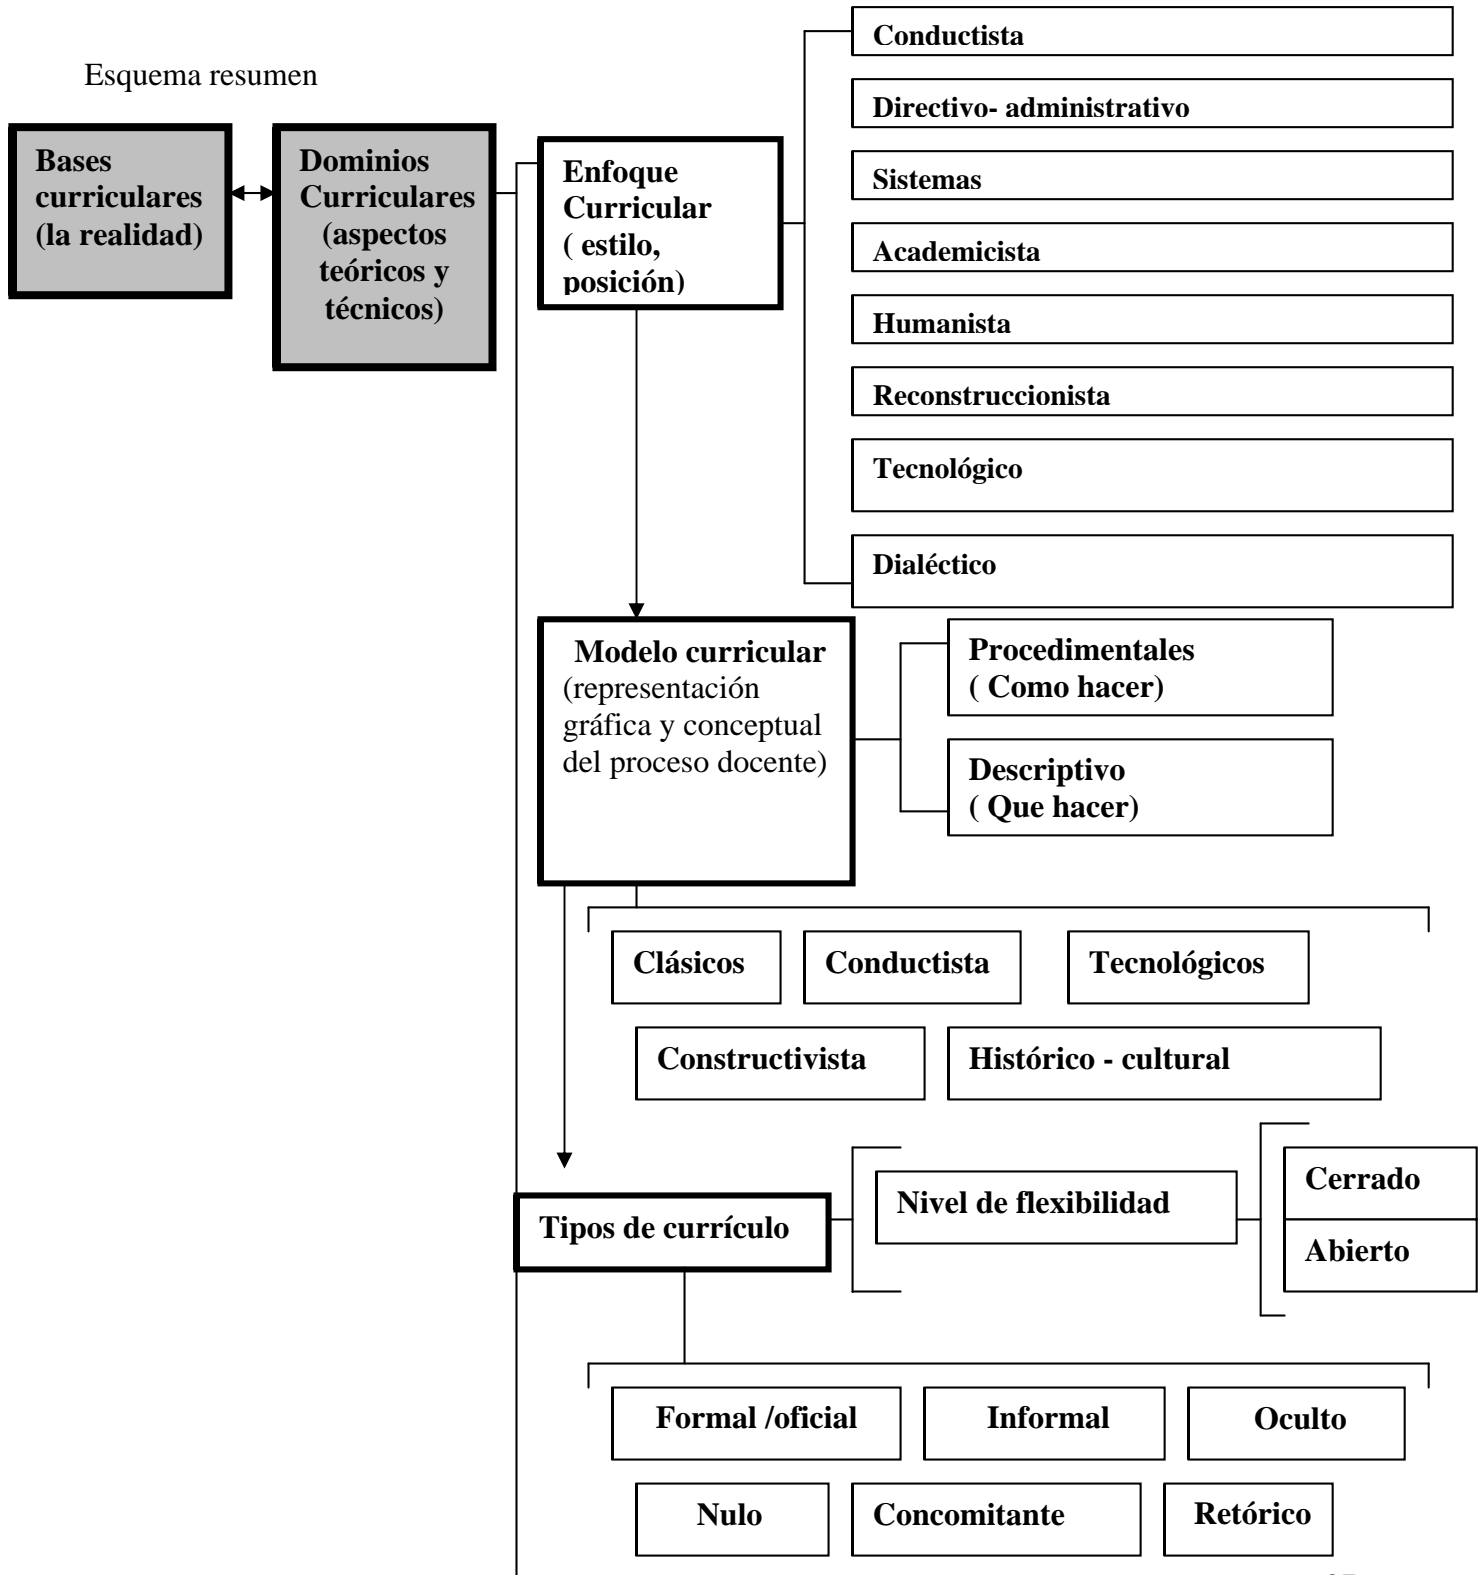 Esquema resumen
Bases
curriculares
(la realidad)
Dominios
Curriculares
(aspectos
teóricos y
técnicos)
Enfoque
Curricular
( estilo,
posición)
Conductista
Directivo- administrativo
Sistemas
Academicista
Humanista
Reconstruccionista
Tecnológico
Dialéctico
Modelo curricular
(representación
gráfica y conceptual
del proceso docente)
Procedimentales
( Como hacer)
Descriptivo
( Que hacer)
Clásicos
Conductista
Tecnológicos
Constructivista
Histórico - cultural
Tipos de currículo
Nivel de flexibilidad
Cerrado
Abierto
Formal /oficial
Informal
Oculto
Nulo
Concomitante
Retórico